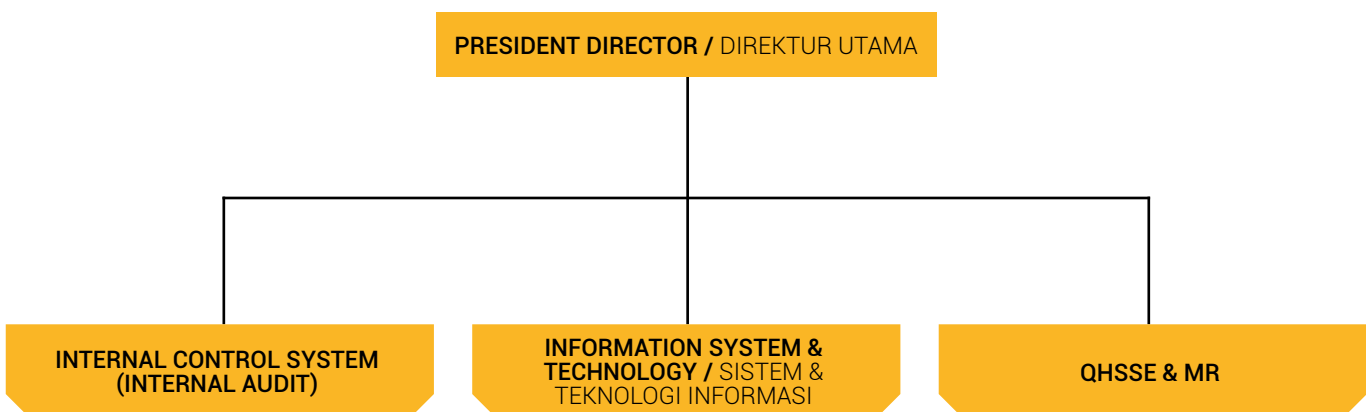 PRESIDENT DIRECTOR / DIREKTUR UTAMA
INTERNAL CONTROL SYSTEM
(INTERNAL AUDIT)
INFORMATION SYSTEM &
TECHNOLOGY / SISTEM &
TEKNOLOGI INFORMASI
QHSSE & MR